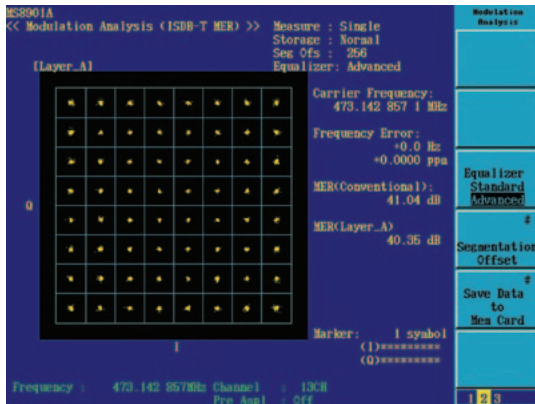 MS8901A
<< Modulation Analysis (ISDB-T MER) >>
Measure : Single
Storage : Normal
Seg Ofs : 256
Equalizer: Advanced
[Layer_A]
Carrier Frequency:
473.142 857 1 MHz
Frequency Error:
+0.0 Hz
+0.0000 ppm
MER(Conventional):
41.04 dB
MER(Layer_A)
40.35 dB
Q
I
Marker: 1 symbol
(I)*********
(Q)*********
Frequency : 473.142 857MHz Channel : 13CH
Pre Ampl : Off
Modulation
Analysis
Equalizer
Standard
Advanced
#
Segmentation
Offset
#
Save Data
to
Mem Card
1 2 3